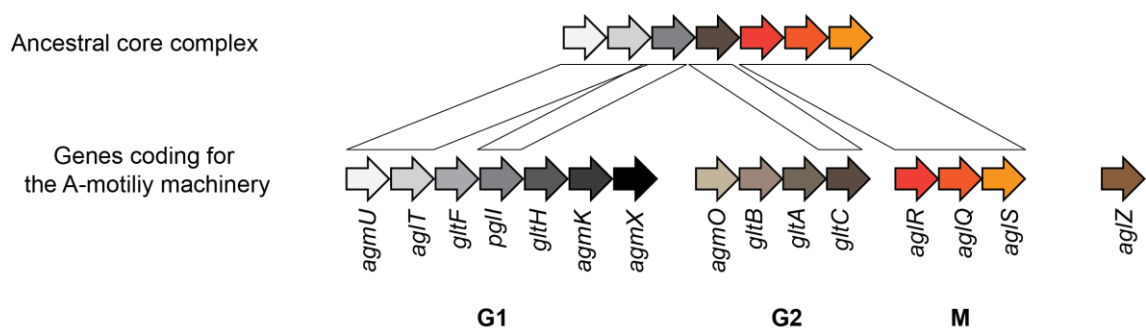 Ancestral core complex
Genes coding for
the A-motiliy machinery
agmU
aglT
gltF
pglI
gltH
agmK
agmX
agmO
gltB
gltA
gltC
aglR
aglQ
aglS
aglZ
G1
G2
M